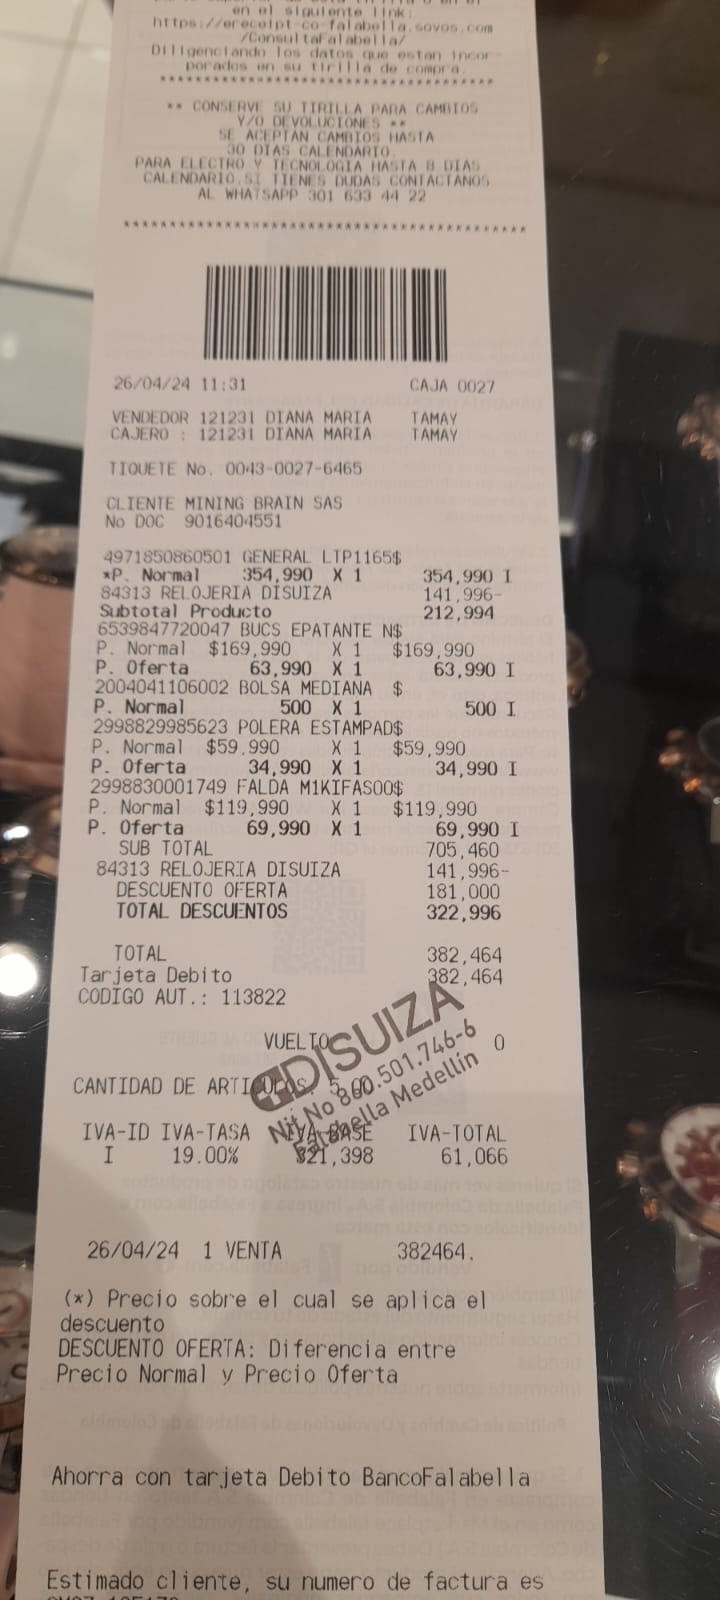 en el siguiente link:
https://ereceipt-co-falabella.sovos.com
/ConsultaFalabella/
Diligenciando los datos que estan incor-
porados en su tirilla de compra.
** CONSERVE SU TIRILLA PARA CAMBIOS
Y/O DEVOLUCIONES **
SE ACEPTAN CAMBIOS HASTA
30 DIAS CALENDARIO.
PARA ELECTRO Y TECNOLOGIA HASTA 8 DIAS
CALENDARIO.SI TIENES DUDAS CONTACTANOS
AL WHATSAPP 301 633 44 22
26/04/24 11:31 CAJA 0027
VENDEDOR 121231 DIANA MARIA TAMAY
CAJERO : 121231 DIANA MARIA TAMAY
TIQUETE No. 0043-0027-6465
CLIENTE MINING BRAIN SAS
No DOC 9016404551
4971850860501 GENERAL LTP1165$
*P. Normal 354,990 X 1 354,990 I
84313 RELOJERIA DISUIZA 141,996-
Subtotal Producto 212,994
6539847720047 BUCS EPATANTE N$
P. Normal $169,990 X 1 $169,990
P. Oferta 63,990 X 1 63,990 I
2004041106002 BOLSA MEDIANA $
P. Normal 500 X 1 500 I
2998829985623 POLERA ESTAMPAD$
P. Normal $59.990 X 1 $59,990
P. Oferta 34,990 X 1 34,990 I
2998830001749 FALDA M1KIFAS00$
P. Normal $119,990 X 1 $119,990
P. Oferta 69,990 X 1 69,990 I
SUB TOTAL 705,460
84313 RELOJERIA DISUIZA 141,996-
DESCUENTO OFERTA 181,000
TOTAL DESCUENTOS 322,996
TOTAL 382,464
Tarjeta Debito 382,464
CODIGO AUT.: 113822
VUELTO 0
DISUIZA
Nit No 860.501.746-6
Falabella Medellín
CANTIDAD DE ARTICULOS: 5.00
IVA-ID IVA-TASA IVA-BASE IVA-TOTAL
I 19.00% 321,398 61,066
26/04/24 1 VENTA 382464.
(*) Precio sobre el cual se aplica el
descuento
DESCUENTO OFERTA: Diferencia entre
Precio Normal y Precio Oferta
Ahorra con tarjeta Debito BancoFalabella
Estimado cliente, su numero de factura es